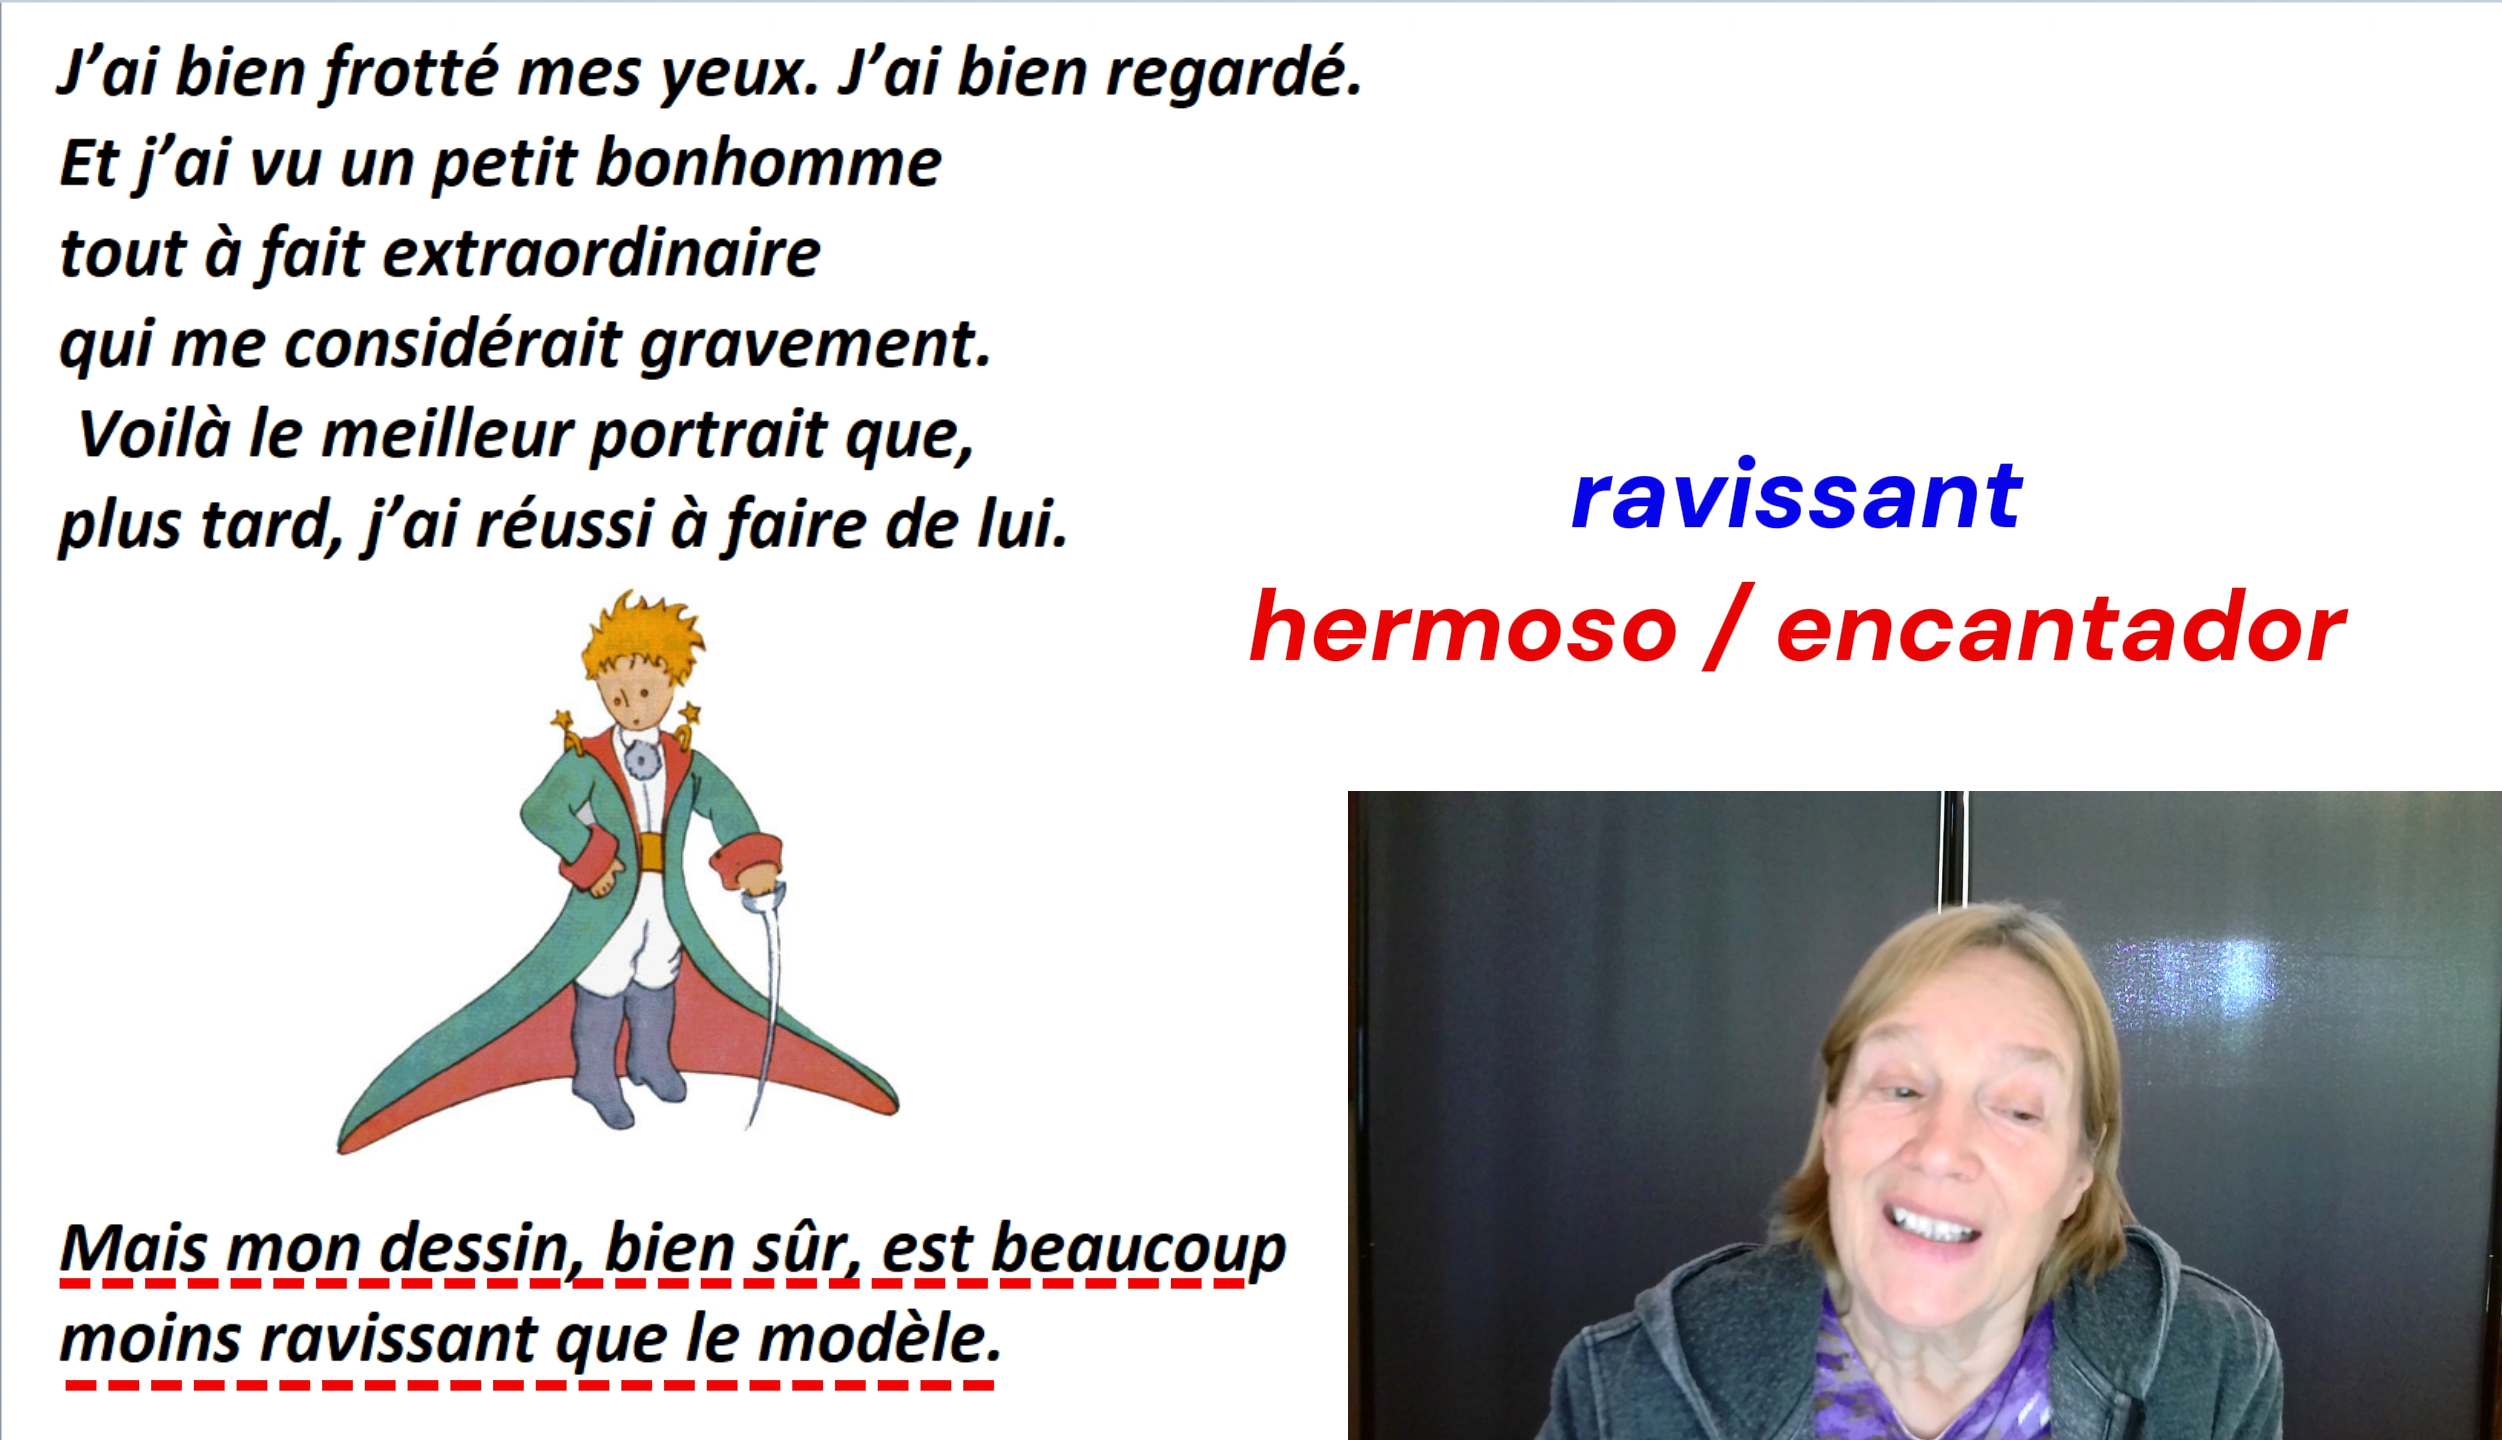 J’ai bien frotté mes yeux. J’ai bien regardé.
Et j’ai vu un petit bonhomme
tout à fait extraordinaire
qui me considérait gravement.
Voilà le meilleur portrait que,
plus tard, j’ai réussi à faire de lui.
ravissant
hermoso / encantador
Mais mon dessin, bien sûr, est beaucoup
moins ravissant que le modèle.